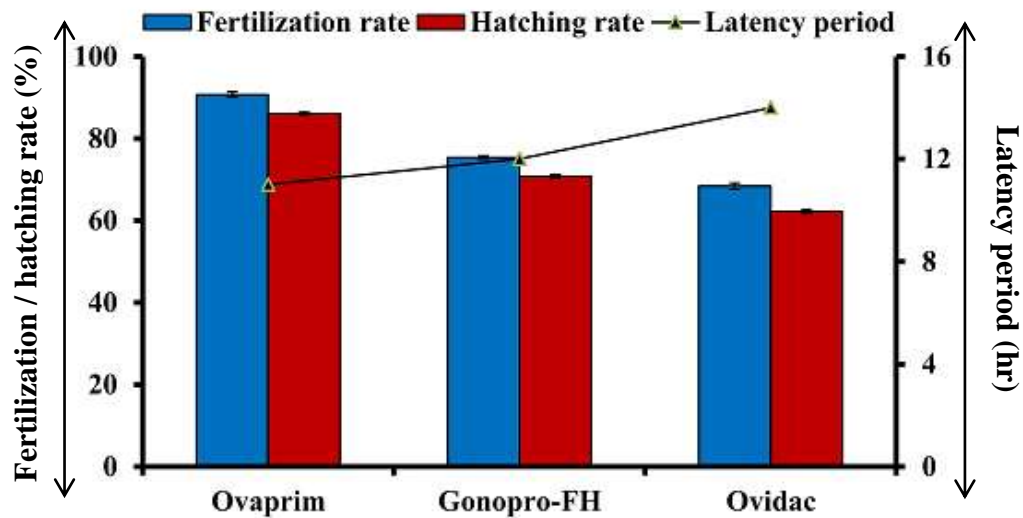 Fertilization rate Hatching rate Latency period
Fertilization / hatching rate (%)
100
80
60
40
20
0
16
12
8
4
0
Latency period (hr)
Ovaprim Gonopro-FH Ovidac